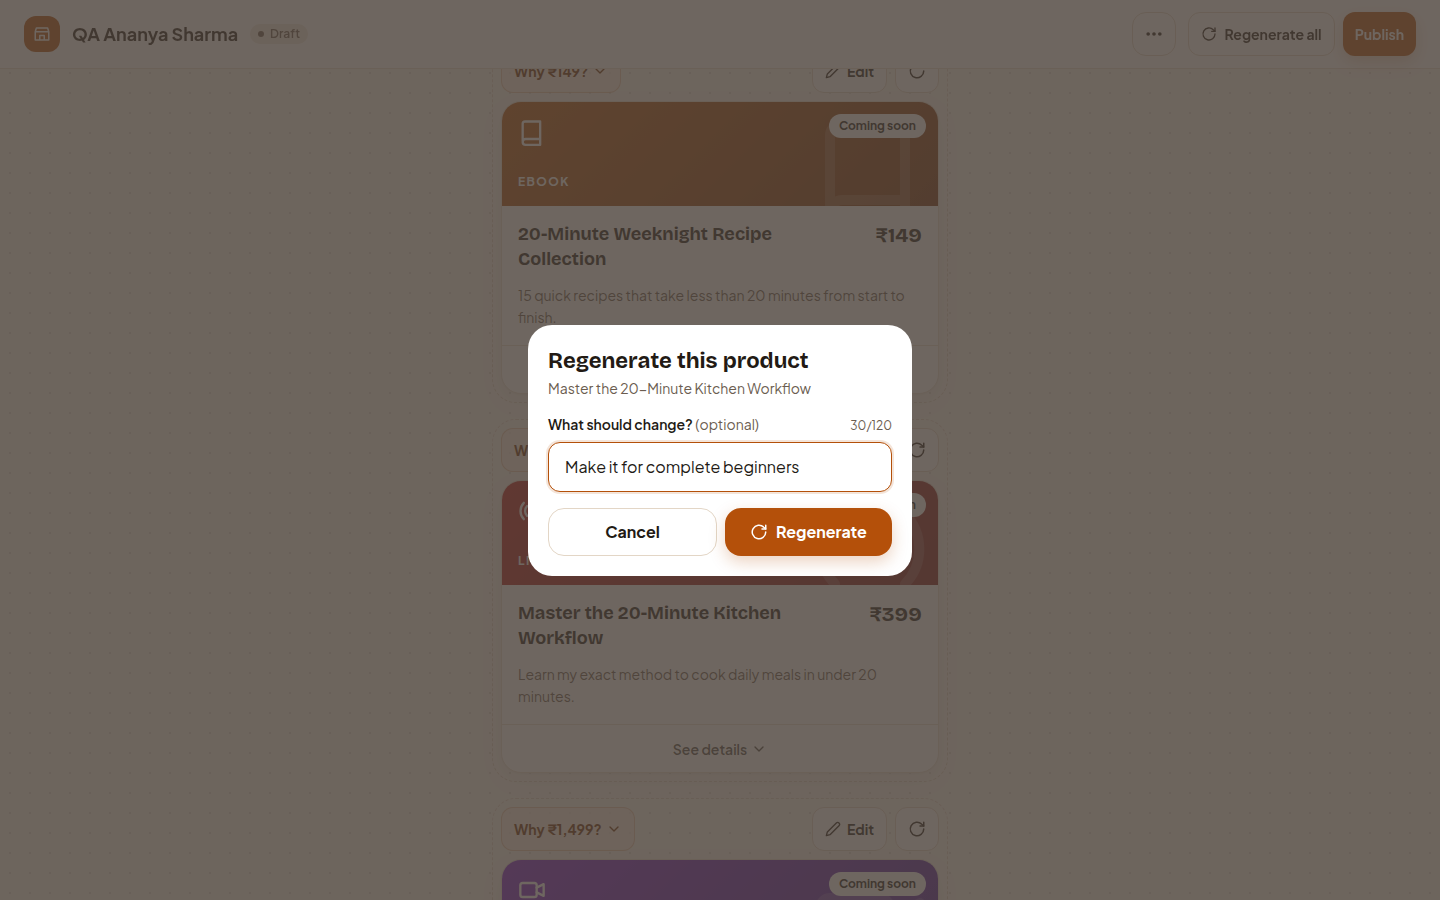 QA Ananya Sharma
Draft
Regenerate all
Publish
Why ₹149?
Edit
Coming soon
EBOOK
20-Minute Weeknight Recipe
Collection
₹149
15 quick recipes that take less than 20 minutes from start to
finish.
Regenerate this product
Master the 20-Minute Kitchen Workflow
What should change? (optional)
30/120
Make it for complete beginners
Cancel
Regenerate
Master the 20-Minute Kitchen
Workflow
₹399
Learn my exact method to cook daily meals in under 20
minutes.
See details
Why ₹1,499?
Edit
Coming soon